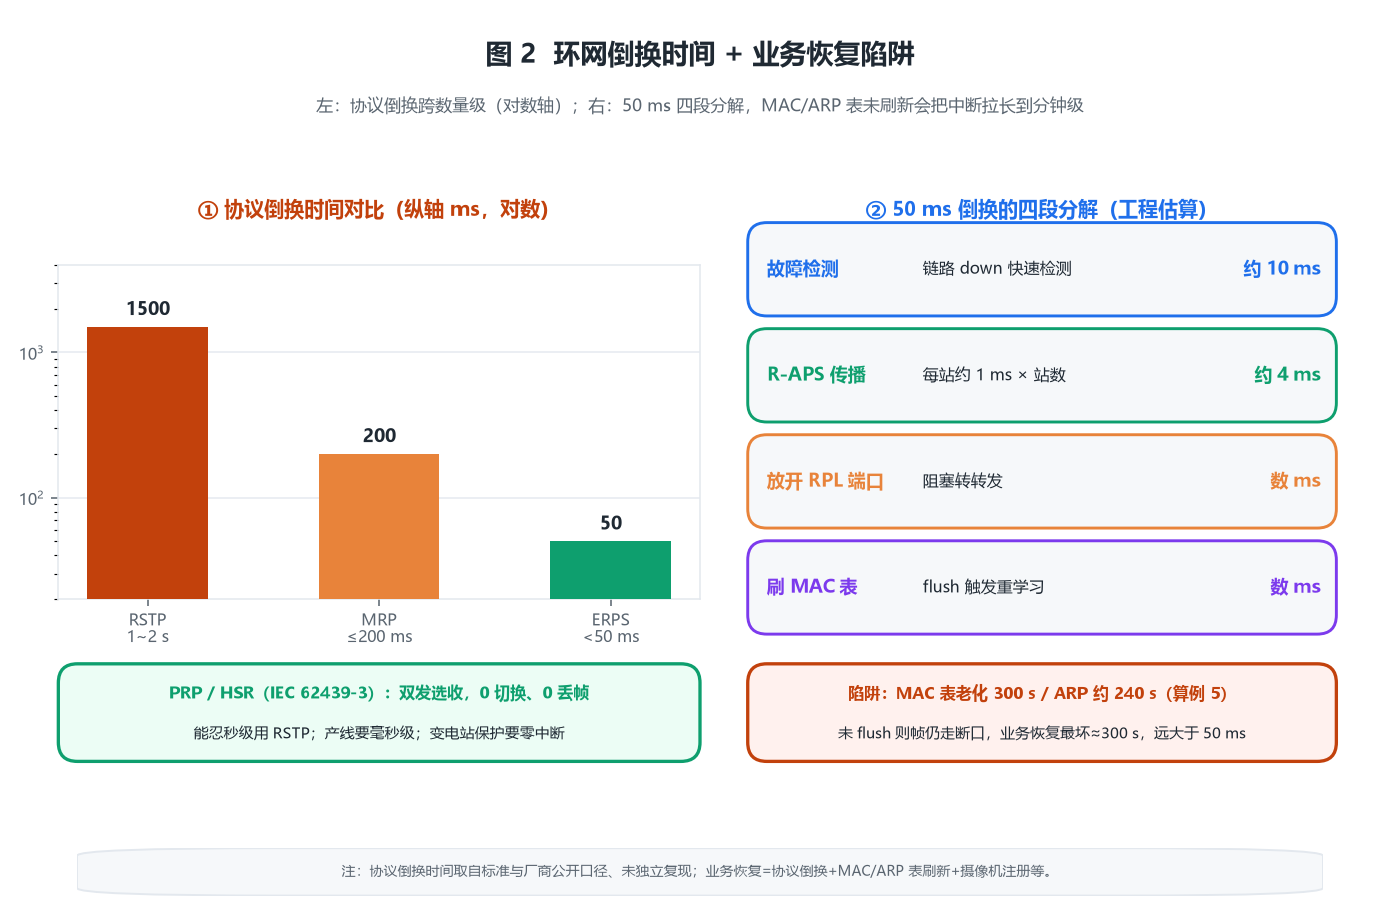 图 2 环网倒换时间 + 业务恢复陷阱
左：协议倒换跨数量级（对数轴）；右：50 ms 四段分解，MAC/ARP 表未刷新会把中断拉长到分钟级
① 协议倒换时间对比（纵轴 ms，对数）
10³
10²
1500
200
50
RSTP
1~2 s
MRP
≤200 ms
ERPS
<50 ms
PRP / HSR（IEC 62439-3）：双发选收，0 切换、0 丢帧
能忍秒级用 RSTP；产线要毫秒级；变电站保护要零中断
② 50 ms 倒换的四段分解（工程估算）
故障检测 链路 down 快速检测 约 10 ms
R-APS 传播 每站约 1 ms × 站数 约 4 ms
放开 RPL 端口 阻塞转转发 数 ms
刷 MAC 表 flush 触发重学习 数 ms
陷阱：MAC 表老化 300 s / ARP 约 240 s（算例 5）
未 flush 则帧仍走断口，业务恢复最坏≈300 s，远大于 50 ms
注：协议倒换时间取自标准与厂商公开口径、未独立复现；业务恢复=协议倒换+MAC/ARP 表刷新+摄像机注册等。